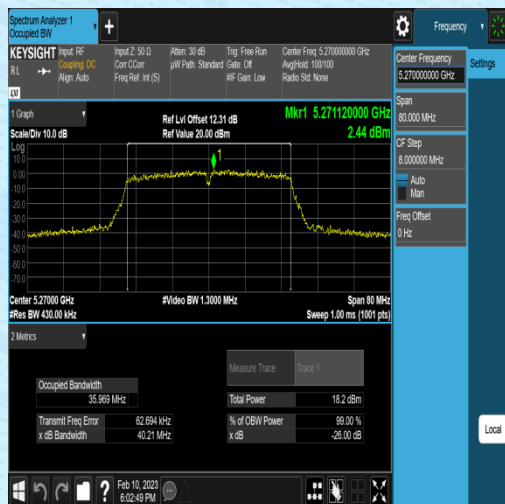 Spectrum Analyzer 1
Occupied BW
Frequency
KEYSIGHT
Input: RF
Coupling: DC
Align: Auto
Input Z: 50 Ω
Corr CCorr
Freq Ref: Int (S)
Atten: 30 dB
µW Path: Standard
Trig: Free Run
Gate: Off
#IF Gain: Low
Center Freq: 5.270000000 GHz
Avg|Hold: 100/100
Radio Std: None
R L
1 Graph
Scale/Div 10.0 dB
Ref Lvl Offset 12.31 dB
Ref Value 20.00 dBm
Mkr1 5.271120000 GHz
2.44 dBm
Log
10.0
0.00
-10.0
-20.0
-30.0
-40.0
-50.0
-60.0
-70.0
1
Center 5.27000 GHz
#Res BW 430.00 kHz
#Video BW 1.3000 MHz
Span 80 MHz
Sweep 1.00 ms (1001 pts)
2 Metrics
Measure Trace
Trace 1
Occupied Bandwidth
35.969 MHz
Total Power
18.2 dBm
Transmit Freq Error
62.694 kHz
% of OBW Power
99.00 %
x dB Bandwidth
40.21 MHz
x dB
-26.00 dB
Feb 10, 2023
6:02:49 PM
Center Frequency
5.270000000 GHz
Settings
Span
80.000 MHz
CF Step
8.000000 MHz
Auto
Man
Freq Offset
0 Hz
Local